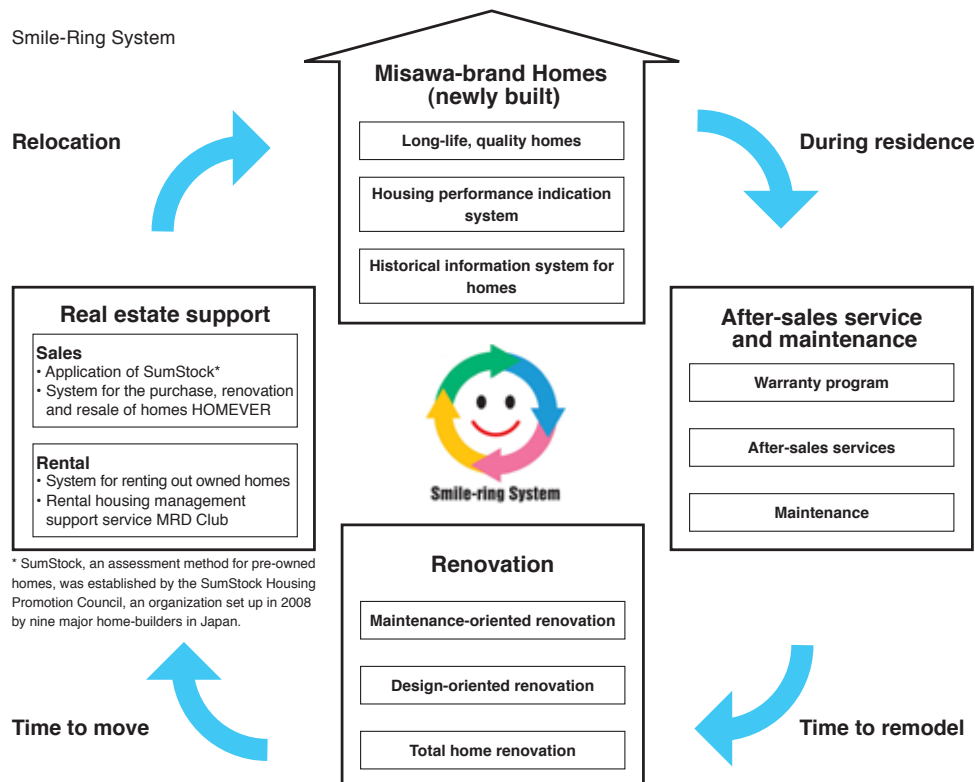 Smile-Ring System
Misawa-brand Homes
(newly built)
Long-life, quality homes
Housing performance indication
system
Historical information system for
homes
Relocation
During residence
Real estate support
Sales
• Application of SumStock*
• System for the purchase, renovation
and resale of homes HOMEVER
Rental
• System for renting out owned homes
• Rental housing management
support service MRD Club
* SumStock, an assessment method for pre-owned
homes, was established by the SumStock Housing
Promotion Council, an organization set up in 2008
by nine major home-builders in Japan.
Smile-ring System
After-sales service
and maintenance
Warranty program
After-sales services
Maintenance
Renovation
Maintenance-oriented renovation
Design-oriented renovation
Total home renovation
Time to move
Time to remodel